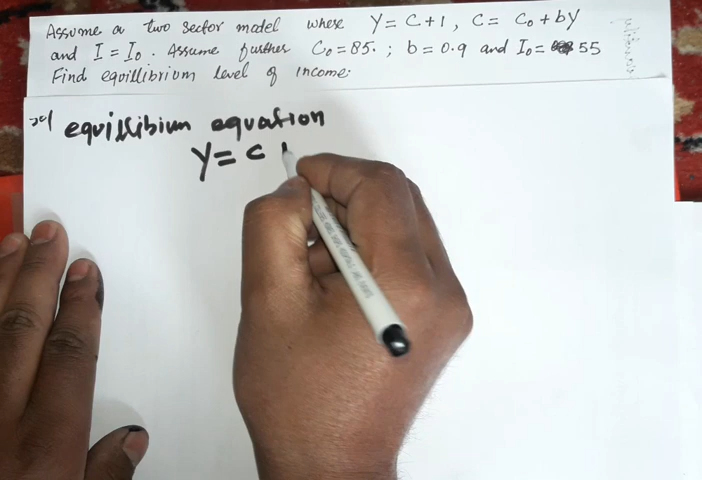 Assume a two sector model where Y = C+I, C = C₀ + bY
and I = I₀. Assume further C₀ = 85. ; b = 0.9 and I₀ = 55
Find equillibrium level of income.
equillibium equation
Y = C